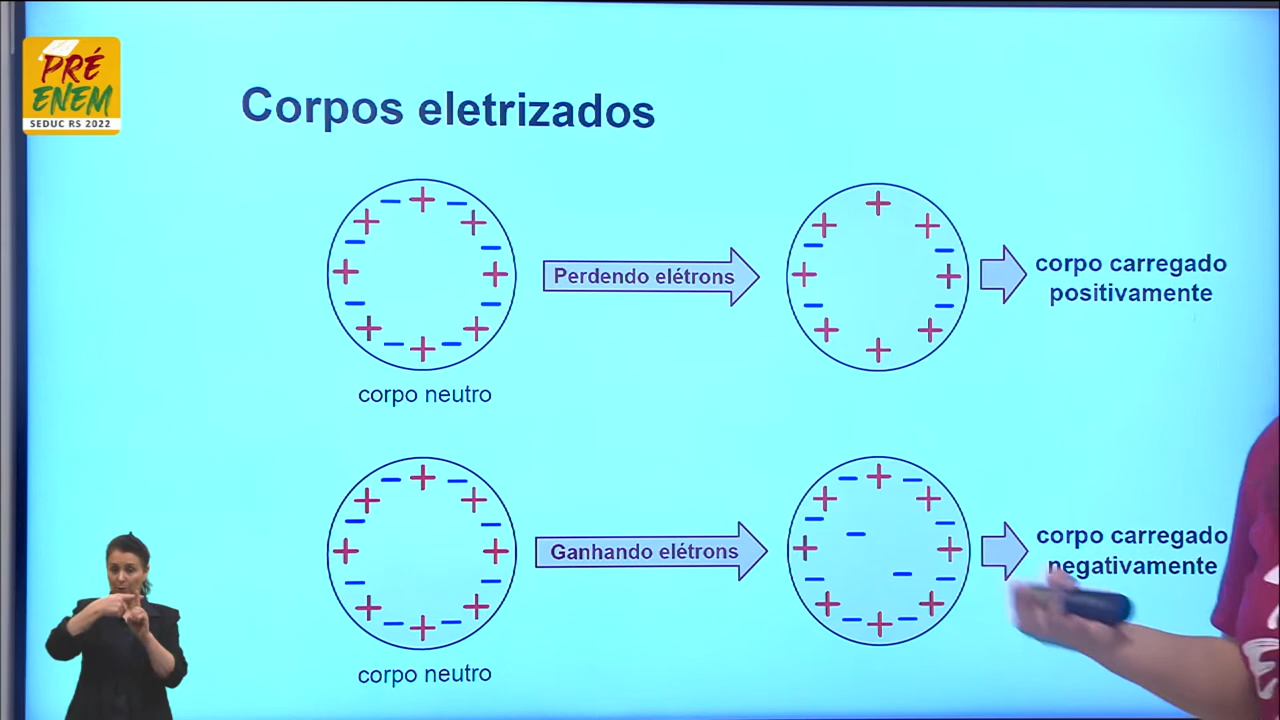 PRÉ
ENEM
SEDUC RS 2022
Corpos eletrizados
Perdendo elétrons
corpo carregado
positivamente
corpo neutro
Ganhando elétrons
corpo carregado
negativamente
corpo neutro